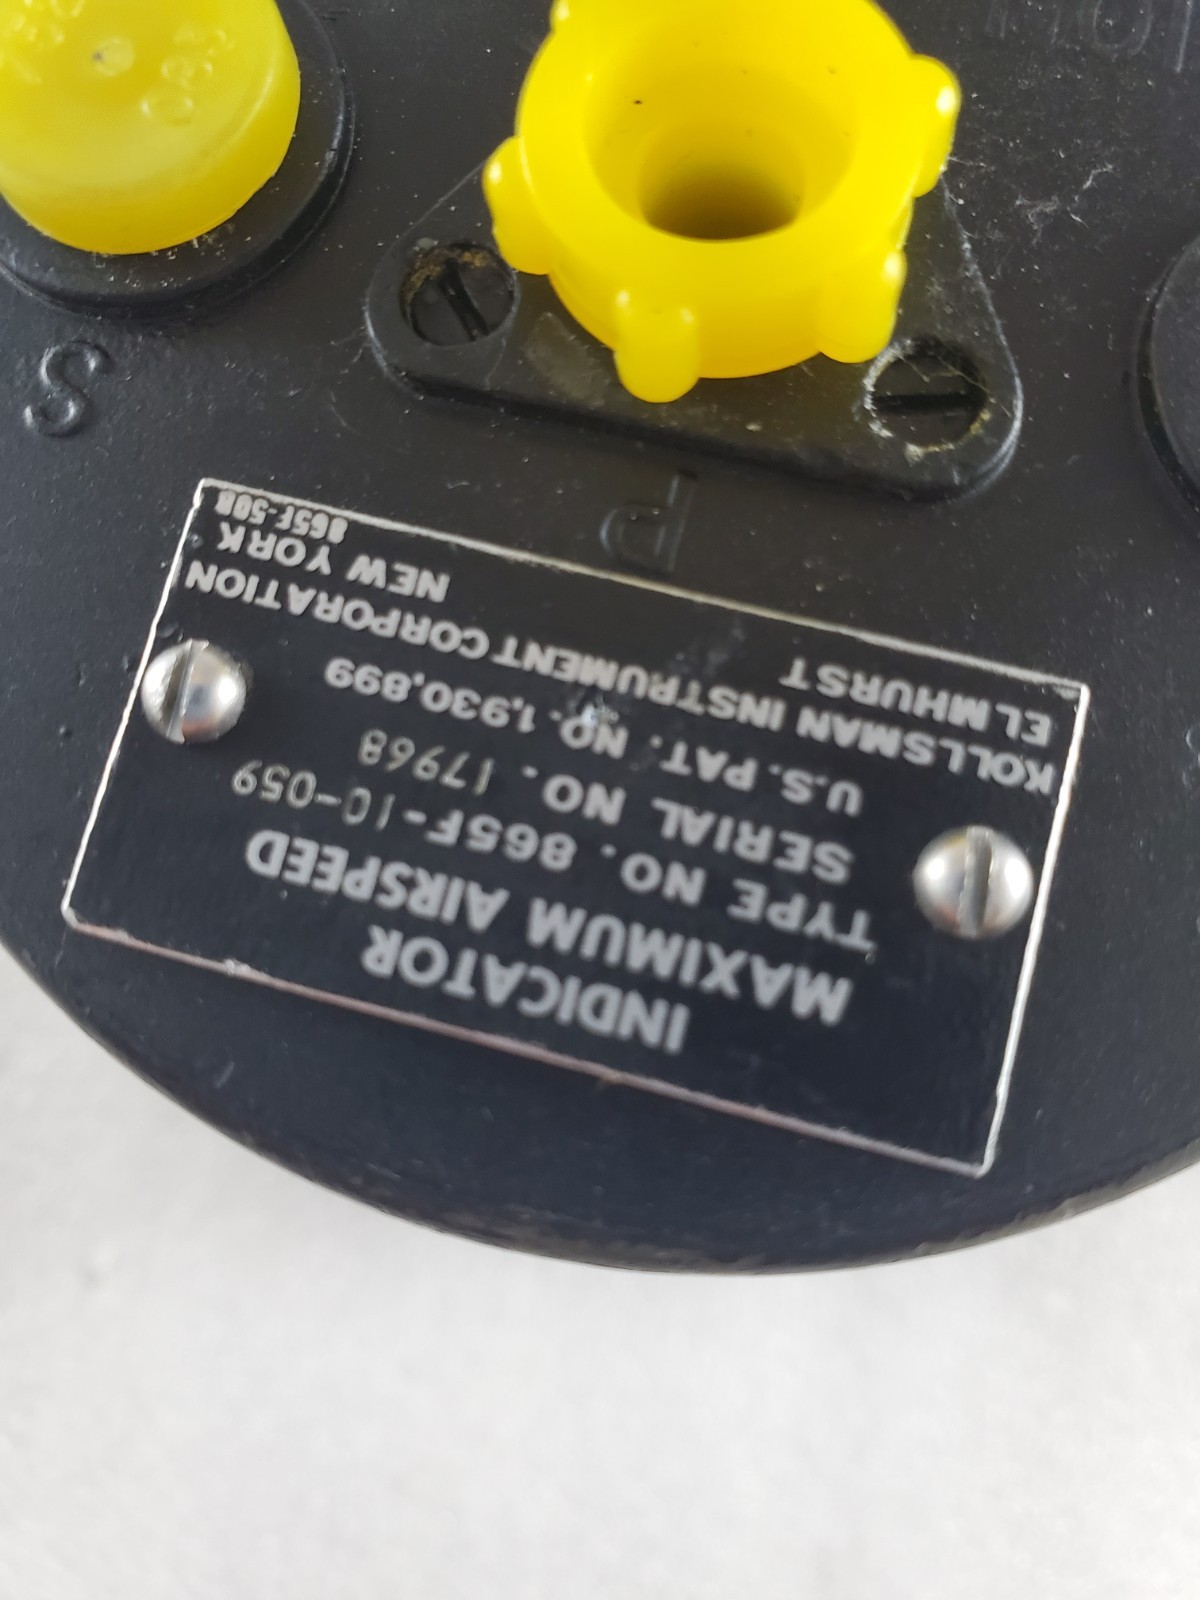 INDICATOR
MAXIMUM AIRSPEED
TYPE NO. 865F-10-059
SERIAL NO. 17968
U.S. PAT. NO. 1,930,899
KOLLSMAN INSTRUMENT CORPORATION
ELMHURST NEW YORK
865F-50B
P
S